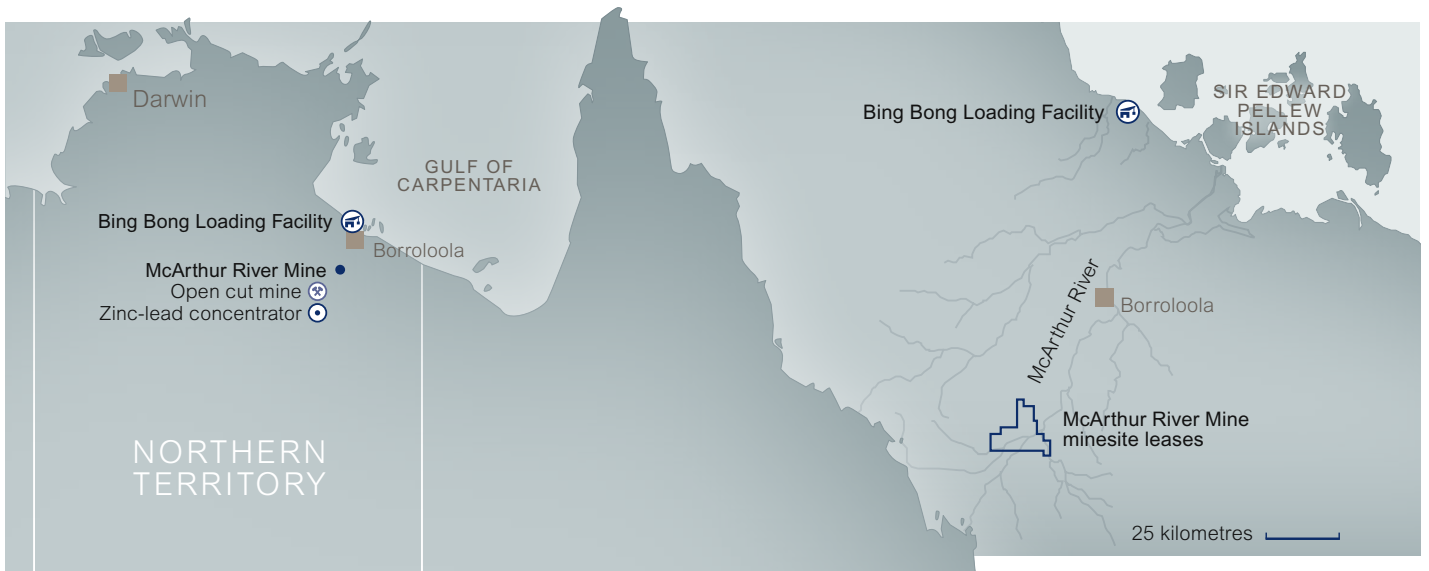 Darwin
GULF OF
CARPENTARIA
Bing Bong Loading Facility
Borroloola
McArthur River Mine
Open cut mine
Zinc-lead concentrator
NORTHERN
TERRITORY
Bing Bong Loading Facility
SIR EDWARD
PELLEW
ISLANDS
McArthur River
Borroloola
McArthur River Mine
minesite leases
25 kilometres